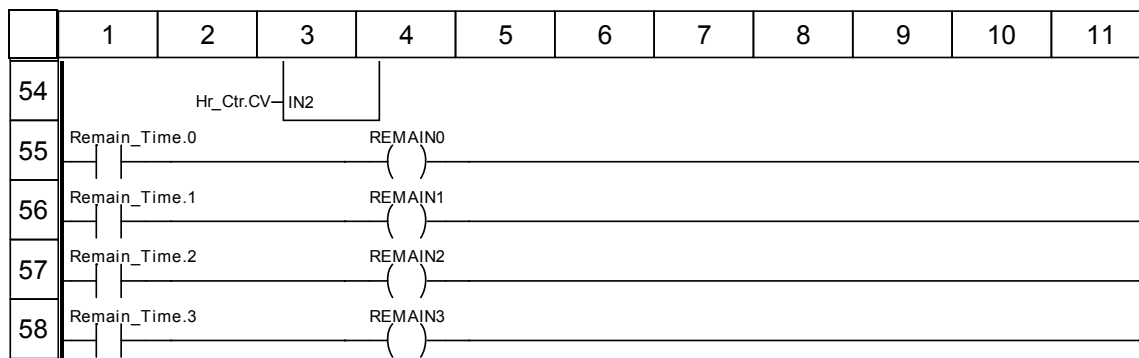 1 2 3 4 5 6 7 8 9 10 11
54
Hr_Ctr.CV IN2
Remain_Time.0 REMAIN0
55
Remain_Time.1 REMAIN1
56
Remain_Time.2 REMAIN2
57
Remain_Time.3 REMAIN3
58